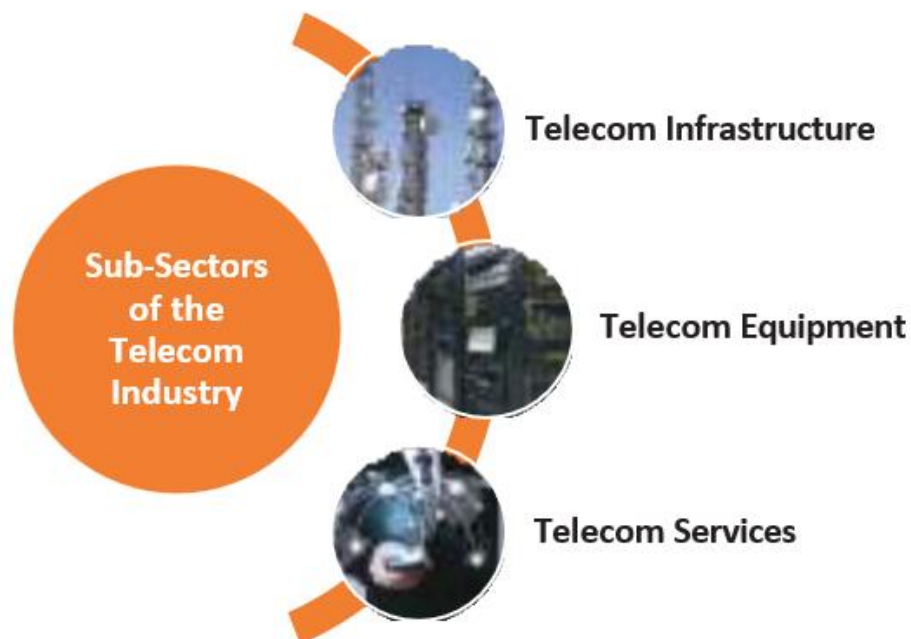 Sub-Sectors
of the
Telecom
Industry
Telecom Infrastructure
Telecom Equipment
Telecom Services